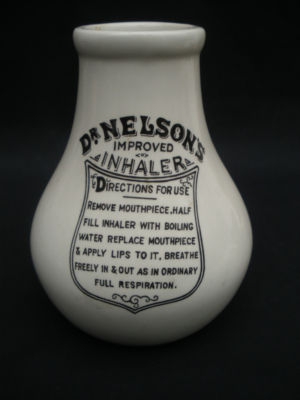 DR NELSON'S
IMPROVED
INHALER
DIRECTIONS FOR USE
REMOVE MOUTHPIECE, HALF
FILL INHALER WITH BOILING
WATER REPLACE MOUTHPIECE
& APPLY LIPS TO IT, BREATHE
FREELY IN & OUT AS IN ORDINARY
FULL RESPIRATION.